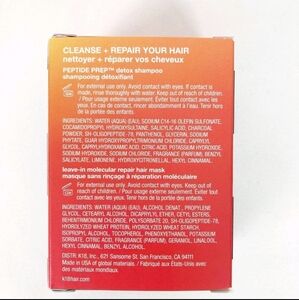 CLEANSE + REPAIR YOUR HAIR
nettoyer + réparer vos cheveux
PEPTIDE PREP™ detox shampoo
shampooing détoxifiant
For external use only. Avoid contact with eyes. If contact is
made, rinse thoroughly with water. Keep out of reach of children.
/ Pour usage externe seulement. Éviter tout contact avec les
yeux. En cas de contact, rincer abondamment à l'eau.
Tenir hors de la portée des enfants.
INGREDIENTS: WATER (AQUA) (EAU), SODIUM C14-16 OLEFIN SULFONATE,
COCAMIDOPROPYL HYDROXYSULTAINE, SALICYLIC ACID, CHARCOAL
POWDER, SH-OLIGOPEPTIDE-78, PANTHENOL, GLYCERIN, SODIUM
PHYTATE, GUAR HYDROXYPROPYLTRIMONIUM CHLORIDE, CAPRYLYL
GLYCOL, CAPRYLHYDROXAMIC ACID, CITRIC ACID, POTASSIUM SORBATE,
SODIUM HYDROXIDE, SODIUM CHLORIDE, FRAGRANCE (PARFUM), BENZYL
SALICYLATE, LIMONENE, HYDROXYCITRONELLAL, HEXYL CINNAMAL.
leave-in molecular repair hair mask
masque sans rinçage à réparation moléculaire
For external use only. Avoid contact with eyes. Keep out of
reach of children. / Pour usage externe seulement. Éviter tout
contact avec les yeux. Tenir hors de la portée des enfants.
INGREDIENTS: WATER (AQUA) (EAU), ALCOHOL DENAT., PROPYLENE
GLYCOL, CETEARYL ALCOHOL, DICAPRYLYL ETHER, CETYL ESTERS,
BEHENTRIMONIUM CHLORIDE, POLYSORBATE 20, SH-OLIGOPEPTIDE-78,
HYDROLYZED WHEAT PROTEIN, HYDROLYZED WHEAT STARCH,
ISOPROPYL ALCOHOL, TOCOPHEROL, PHENOXYETHANOL, POTASSIUM
SORBATE, CITRIC ACID, FRAGRANCE (PARFUM), GERANIOL, LINALOOL,
HEXYL CINNAMAL.
DISTR. K18, INC., 621 Sansome St. San Francisco, CA 94111
Made in USA of global materials / Fabriqué aux États-Unis avec
des matériaux mondiaux.
k18hair.com